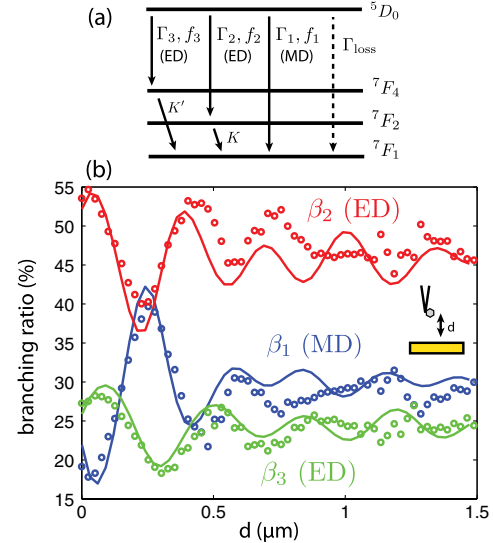 (a)
⁵D₀
Γ₃, f₃ (ED)
Γ₂, f₂ (ED)
Γ₁, f₁ (MD)
Γloss
⁷F₄
K′
⁷F₂
K
⁷F₁
(b)
branching ratio (%)
55
50
45
40
35
30
25
20
15
β₂ (ED)
d
β₁ (MD)
β₃ (ED)
0
0.5
1
1.5
d (μm)